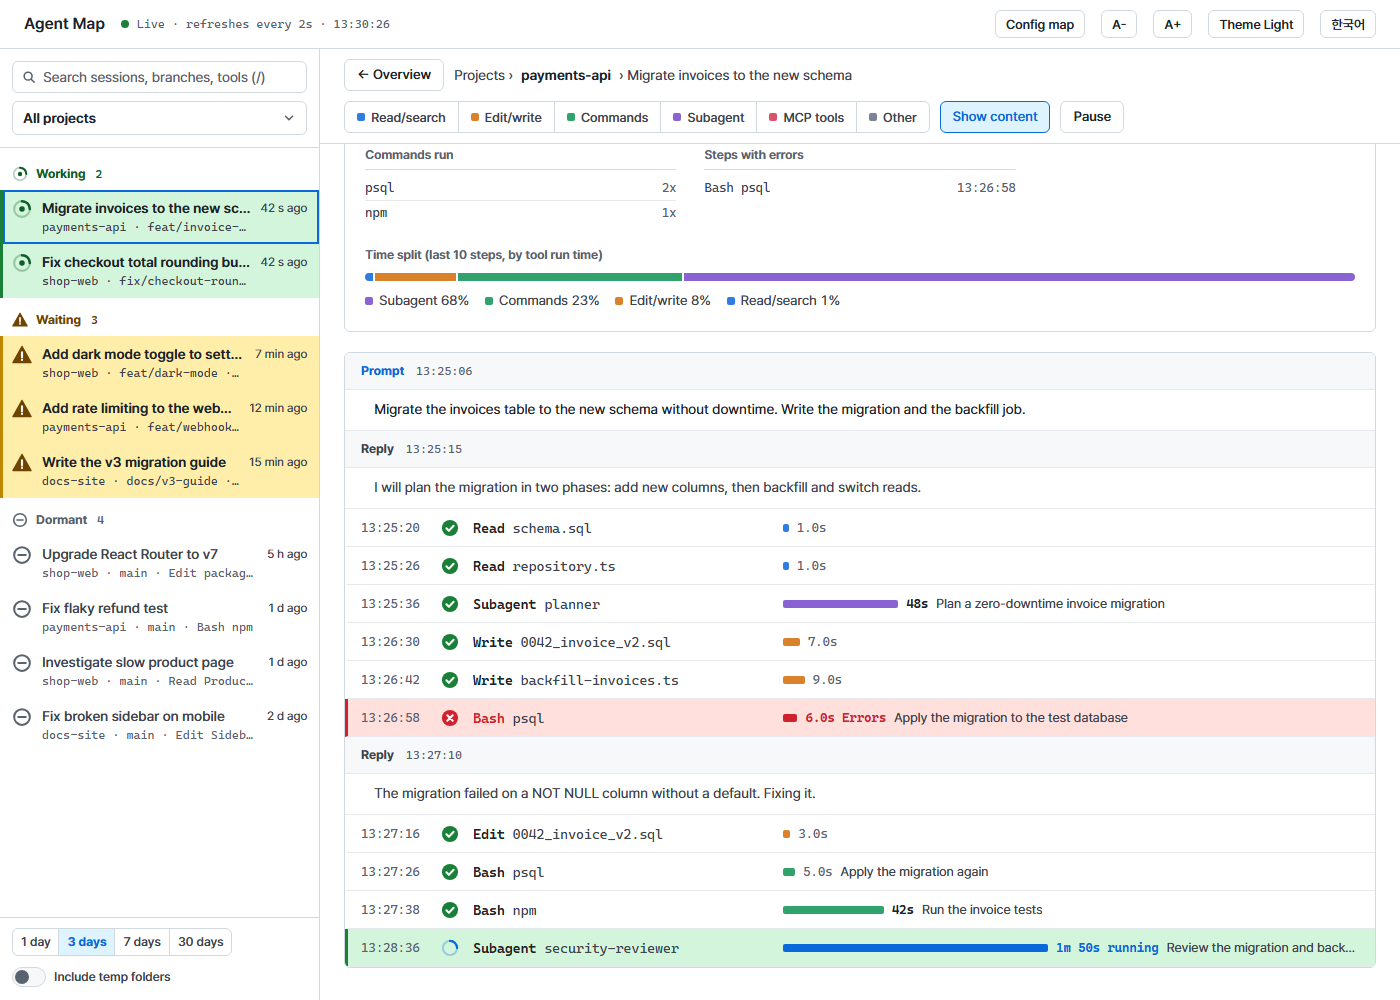 Agent Map
Live · refreshes every 2s · 13:30:26
Config map
A-
A+
Theme Light
한국어
Search sessions, branches, tools (/)
All projects
Working 2
Migrate invoices to the new sc... 42 s ago
payments-api · feat/invoice-…
Fix checkout total rounding bu... 42 s ago
shop-web · fix/checkout-roun…
Waiting 3
Add dark mode toggle to sett... 7 min ago
shop-web · feat/dark-mode ·…
Add rate limiting to the web... 12 min ago
payments-api · feat/webhook…
Write the v3 migration guide 15 min ago
docs-site · docs/v3-guide ·…
Dormant 4
Upgrade React Router to v7 5 h ago
shop-web · main · Edit packag…
Fix flaky refund test 1 d ago
payments-api · main · Bash npm
Investigate slow product page 1 d ago
shop-web · main · Read Produc…
Fix broken sidebar on mobile 2 d ago
docs-site · main · Edit Sideb…
1 day
3 days
7 days
30 days
Include temp folders
← Overview
Projects › payments-api › Migrate invoices to the new schema
Read/search
Edit/write
Commands
Subagent
MCP tools
Other
Show content
Pause
Commands run
psql 2x
npm 1x
Steps with errors
Bash psql 13:26:58
Time split (last 10 steps, by tool run time)
Subagent 68% Commands 23% Edit/write 8% Read/search 1%
Prompt 13:25:06
Migrate the invoices table to the new schema without downtime. Write the migration and the backfill job.
Reply 13:25:15
I will plan the migration in two phases: add new columns, then backfill and switch reads.
13:25:20 Read schema.sql 1.0s
13:25:26 Read repository.ts 1.0s
13:25:36 Subagent planner 48s Plan a zero-downtime invoice migration
13:26:30 Write 0042_invoice_v2.sql 7.0s
13:26:42 Write backfill-invoices.ts 9.0s
13:26:58 Bash psql 6.0s Errors Apply the migration to the test database
Reply 13:27:10
The migration failed on a NOT NULL column without a default. Fixing it.
13:27:16 Edit 0042_invoice_v2.sql 3.0s
13:27:26 Bash psql 5.0s Apply the migration again
13:27:38 Bash npm 42s Run the invoice tests
13:28:36 Subagent security-reviewer 1m 50s running Review the migration and back...